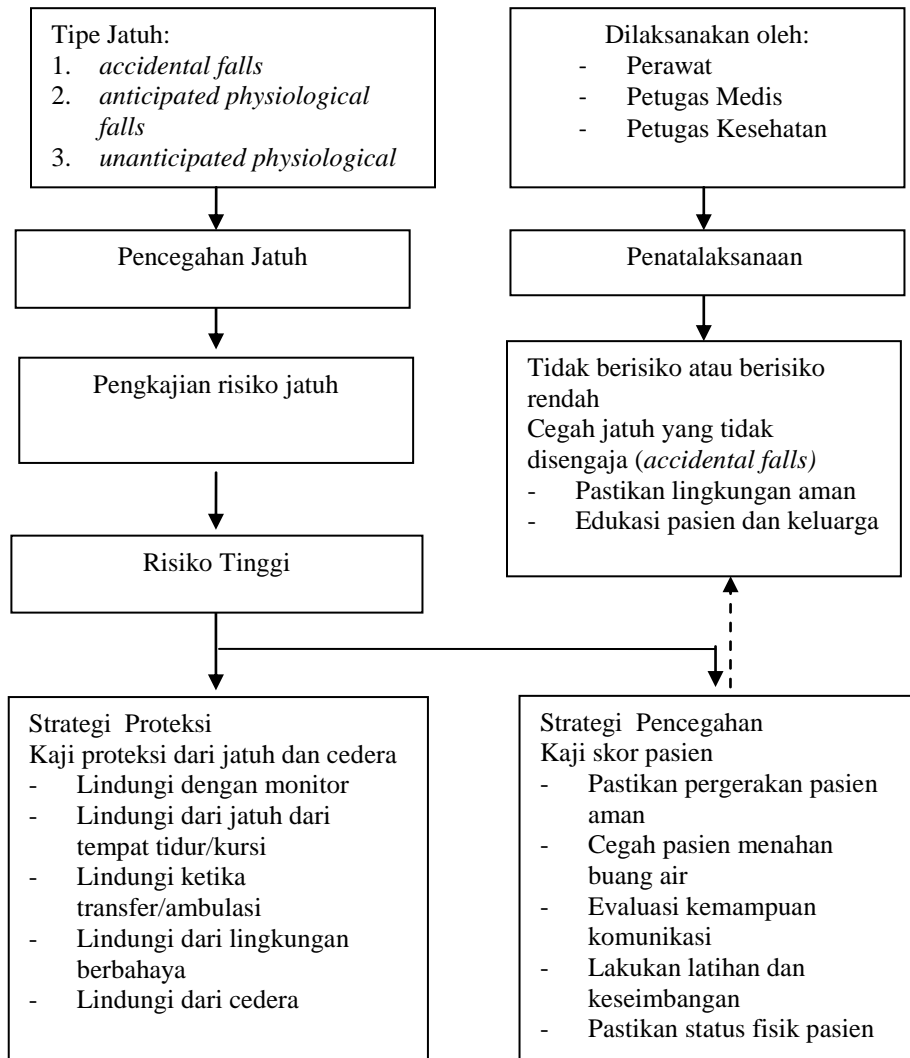 Tipe Jatuh:
1. accidental falls
2. anticipated physiological
falls
3. unanticipated physiological
Dilaksanakan oleh:
- Perawat
- Petugas Medis
- Petugas Kesehatan
Pencegahan Jatuh
Penatalaksanaan
Pengkajian risiko jatuh
Tidak berisiko atau berisiko
rendah
Cegah jatuh yang tidak
disengaja (accidental falls)
- Pastikan lingkungan aman
- Edukasi pasien dan keluarga
Risiko Tinggi
Strategi Proteksi
Kaji proteksi dari jatuh dan cedera
- Lindungi dengan monitor
- Lindungi dari jatuh dari
tempat tidur/kursi
- Lindungi ketika
transfer/ambulasi
- Lindungi dari lingkungan
berbahaya
- Lindungi dari cedera
Strategi Pencegahan
Kaji skor pasien
- Pastikan pergerakan pasien
aman
- Cegah pasien menahan
buang air
- Evaluasi kemampuan
komunikasi
- Lakukan latihan dan
keseimbangan
- Pastikan status fisik pasien